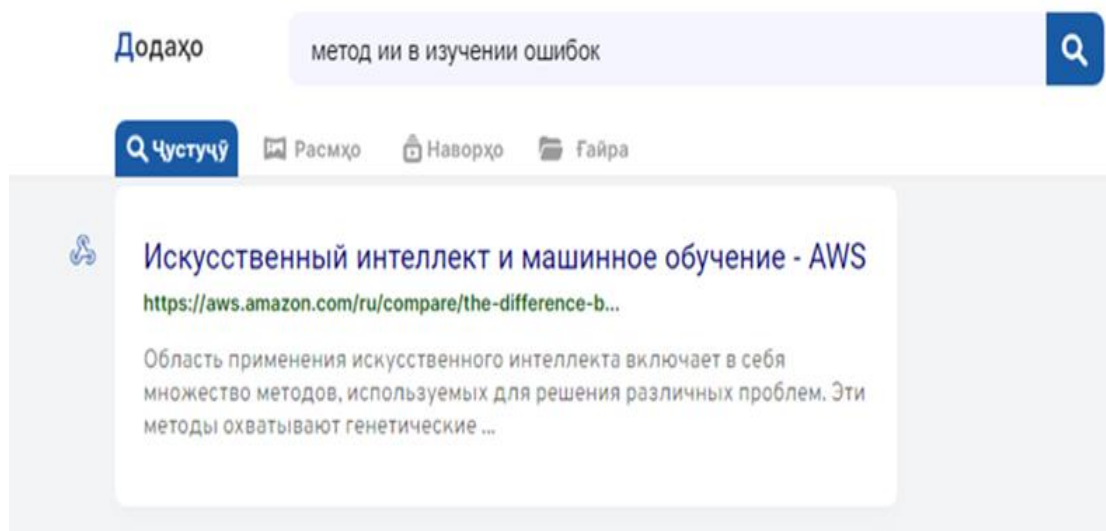 Додаҳо
метод ии в изучении ошибок
Ҷустуҷӯ Расмҳо Наворҳо Ғайра
Искусственный интеллект и машинное обучение - AWS
https://aws.amazon.com/ru/compare/the-difference-b...
Область применения искусственного интеллекта включает в себя
множество методов, используемых для решения различных проблем. Эти
методы охватывают генетические ...